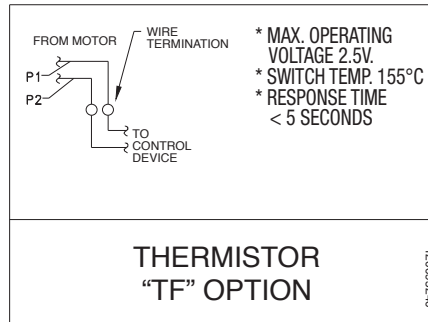 FROM MOTOR
WIRE
TERMINATION
P1
P2
TO
CONTROL
DEVICE
* MAX. OPERATING
VOLTAGE 2.5V.
* SWITCH TEMP. 155°C
* RESPONSE TIME
< 5 SECONDS
THERMISTOR
"TF" OPTION